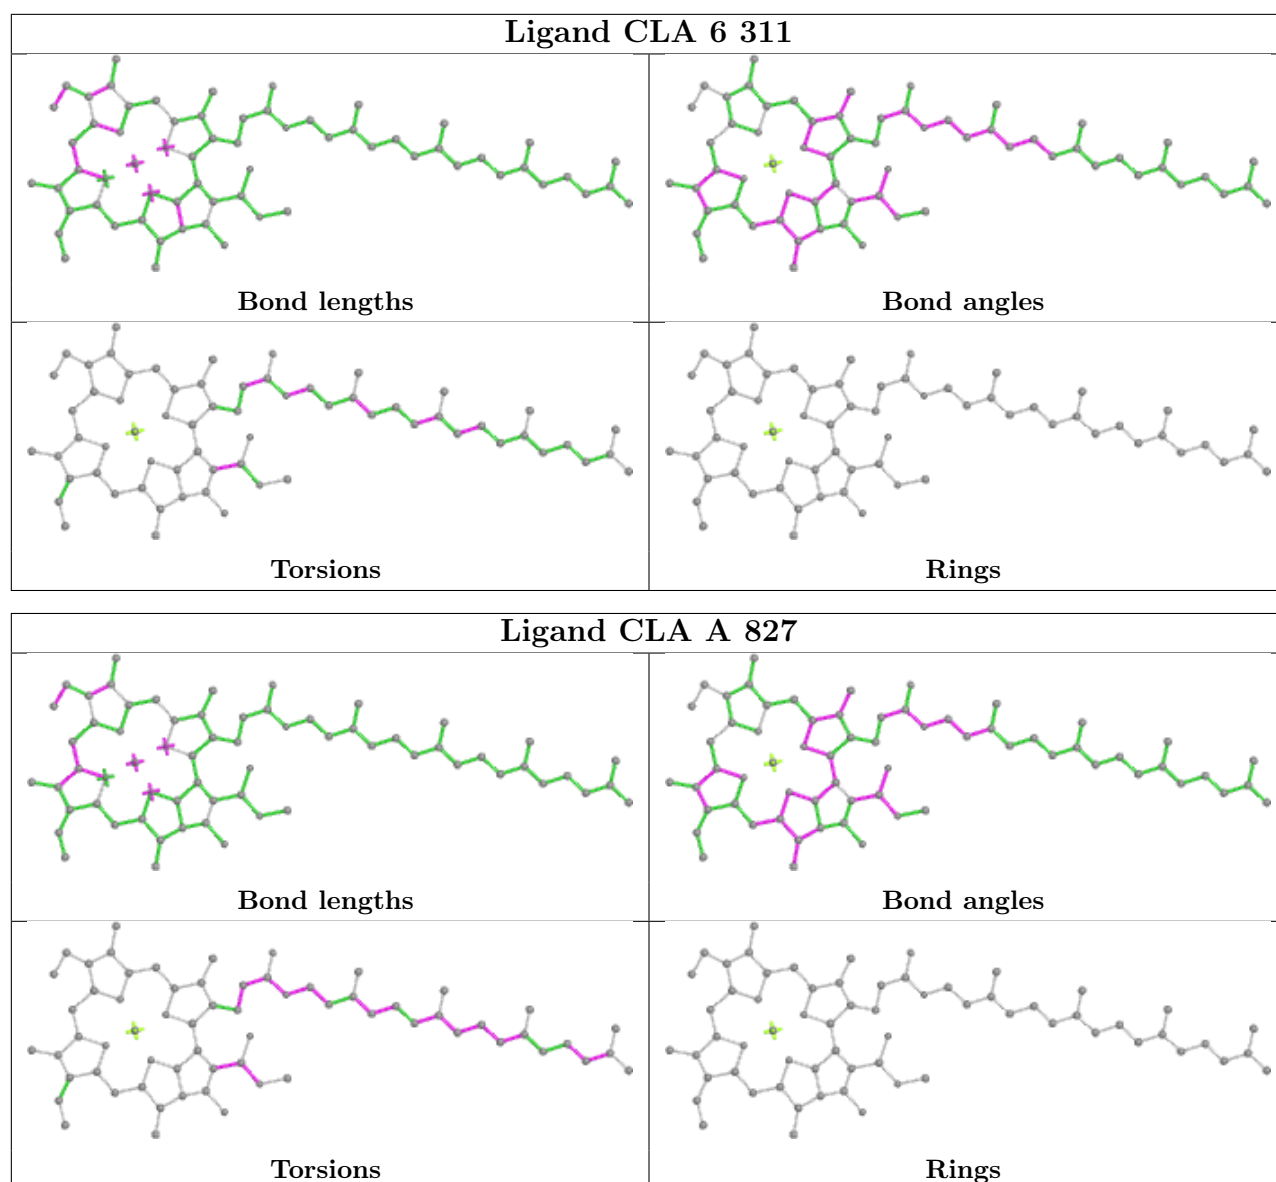 Ligand CLA 6 311
Bond lengths
Bond angles
Torsions
Rings
Ligand CLA A 827
Bond lengths
Bond angles
Torsions
Rings